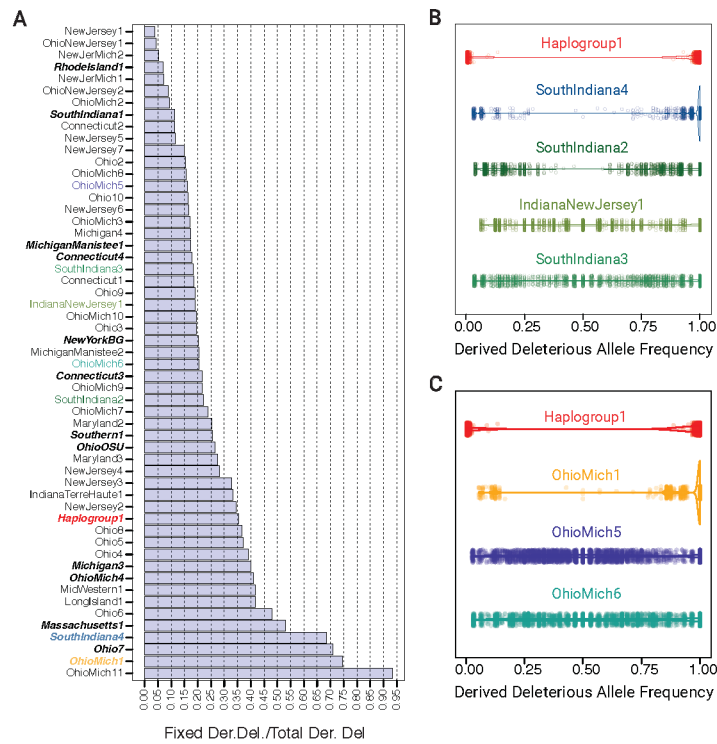 A
NewJersey1
OhioNewJersey1
NewJerMich2
RhodeIsland1
NewJerMich1
OhioNewJersey2
OhioMich2
SouthIndiana1
Connecticut2
NewJersey5
NewJersey7
Ohio2
OhioMich8
OhioMich5
Ohio10
NewJersey6
OhioMich3
Michigan4
MichiganManistee1
Connecticut4
SouthIndiana3
Connecticut1
Ohio9
IndianaNewJersey1
OhioMich10
Ohio3
NewYorkBG
MichiganManistee2
OhioMich6
Connecticut3
OhioMich9
SouthIndiana2
OhioMich7
Maryland2
Southern1
OhioOSU
Maryland3
NewJersey4
NewJersey3
IndianaTerreHaute1
NewJersey2
Haplogroup1
Ohio8
Ohio5
Ohio4
Michigan3
OhioMich4
MidWestern1
LongIsland1
Ohio6
Massachusetts1
SouthIndiana4
Ohio7
OhioMich1
OhioMich11
0.00 0.05 0.10 0.15 0.20 0.25 0.30 0.35 0.40 0.45 0.50 0.55 0.60 0.65 0.70 0.75 0.80 0.85 0.90 0.95
Fixed Der.Del./Total Der. Del
B
Haplogroup1
SouthIndiana4
SouthIndiana2
IndianaNewJersey1
SouthIndiana3
0.00 0.25 0.50 0.75 1.00
Derived Deleterious Allele Frequency
C
Haplogroup1
OhioMich1
OhioMich5
OhioMich6
0.00 0.25 0.50 0.75 1.00
Derived Deleterious Allele Frequency